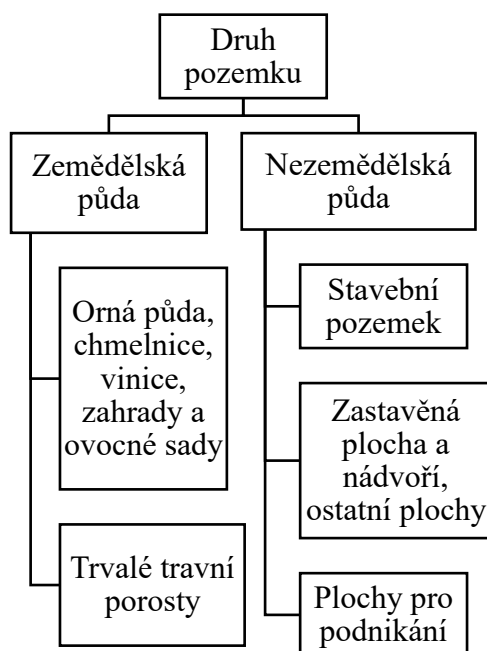 Druh
pozemku
Zemědělská
půda
Nezemědělská
půda
Orná půda,
chmelnice,
vinice,
zahrady a
ovocné sady
Trvalé travní
porosty
Stavební
pozemek
Zastavěná
plocha a
nádvoří,
ostatní plochy
Plochy pro
podnikání